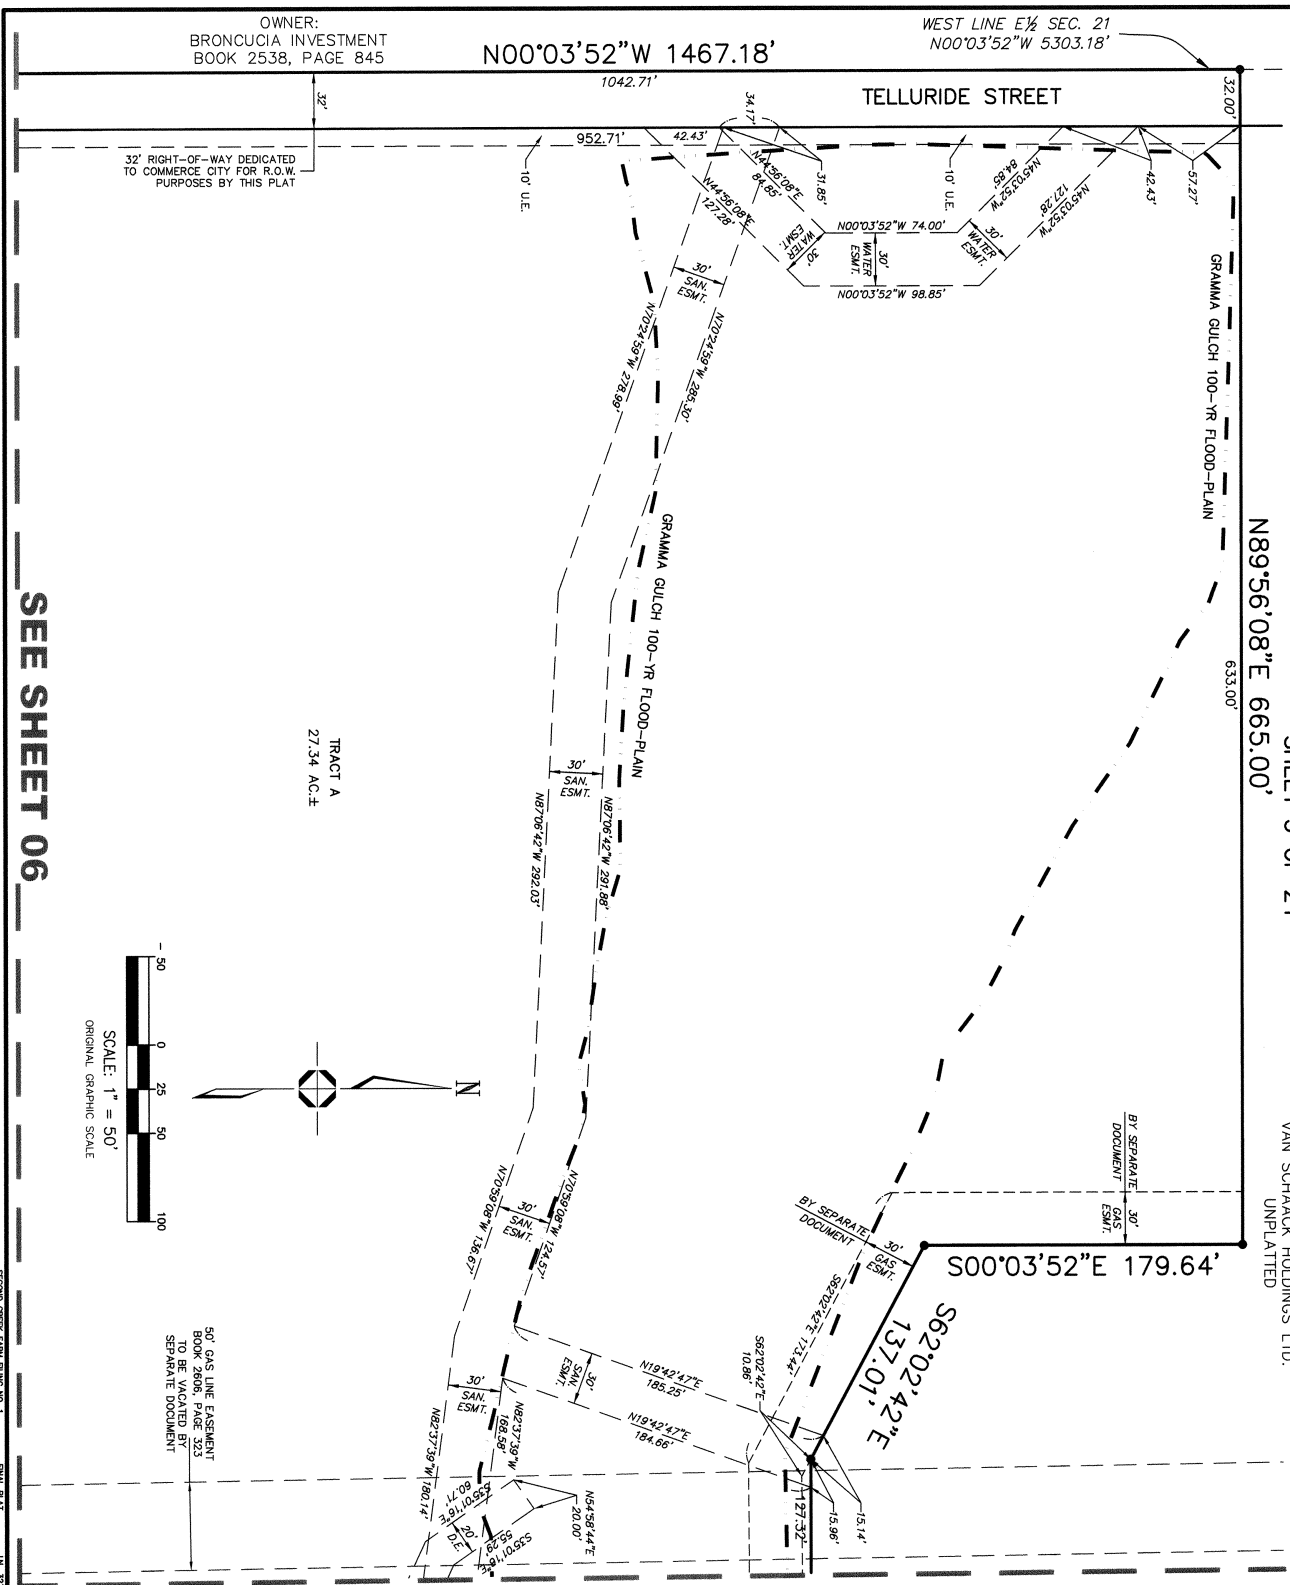 OWNER:
BRONCUCIA INVESTMENT
BOOK 2538, PAGE 845
N00°03'52"W 1467.18'
WEST LINE E½ SEC. 21
N00°03'52"W 5303.18'
1042.71'
TELLURIDE STREET
32.00'
32'
34.17'
952.71'
42.43'
32' RIGHT-OF-WAY DEDICATED
TO COMMERCE CITY FOR R.O.W.
PURPOSES BY THIS PLAT
10' U.E.
N44°56'08"E
84.85'
31.85'
N44°56'08"E
127.28'
10' U.E.
N45°03'52"W
84.85'
N45°03'52"W
127.28'
42.43'
57.27'
N00°03'52"W 74.00'
30'
WATER
ESMT.
30'
WATER
ESMT.
30'
WATER
ESMT.
N00°03'52"W 98.85'
30'
SAN.
ESMT.
N70°24'59"W 278.99'
N70°24'59"W 285.30'
GRAMMA GULCH 100-YR FLOOD-PLAIN
GRAMMA GULCH 100-YR FLOOD-PLAIN
N89°56'08"E 665.00'
633.00'
SEE SHEET 06
TRACT A
27.34 AC.±
30'
SAN.
ESMT.
N87°06'42"W 292.03'
N87°06'42"W 291.88'
50 0 25 50 100
SCALE: 1" = 50'
ORIGINAL GRAPHIC SCALE
N
VAN SCHAACK HOLDINGS LTD.
UNPLATTED
BY SEPARATE
DOCUMENT
30'
GAS
ESMT.
BY SEPARATE
DOCUMENT
30'
GAS
ESMT.
S00°03'52"E 179.64'
S62°02'42"E
137.01'
S62°02'42"E 173.44'
N70°59'08"W 136.67'
30'
SAN.
ESMT.
N70°59'08"W 124.57'
S62°02'42"E
10.86'
N19°42'47"E
185.25'
30'
SAN.
ESMT.
N19°42'47"E
184.66'
30'
SAN.
ESMT.
N82°37'39"W
168.58'
N82°37'39"W 180.14'
50' GAS LINE EASEMENT
BOOK 2606, PAGE 323
TO BE VACATED BY
SEPARATE DOCUMENT
S35°01'16"E
60.71'
20'
D.E.
S35°01'16"E
55.29'
N54°58'44"E
20.00'
127.32'
15.96'
15.14'